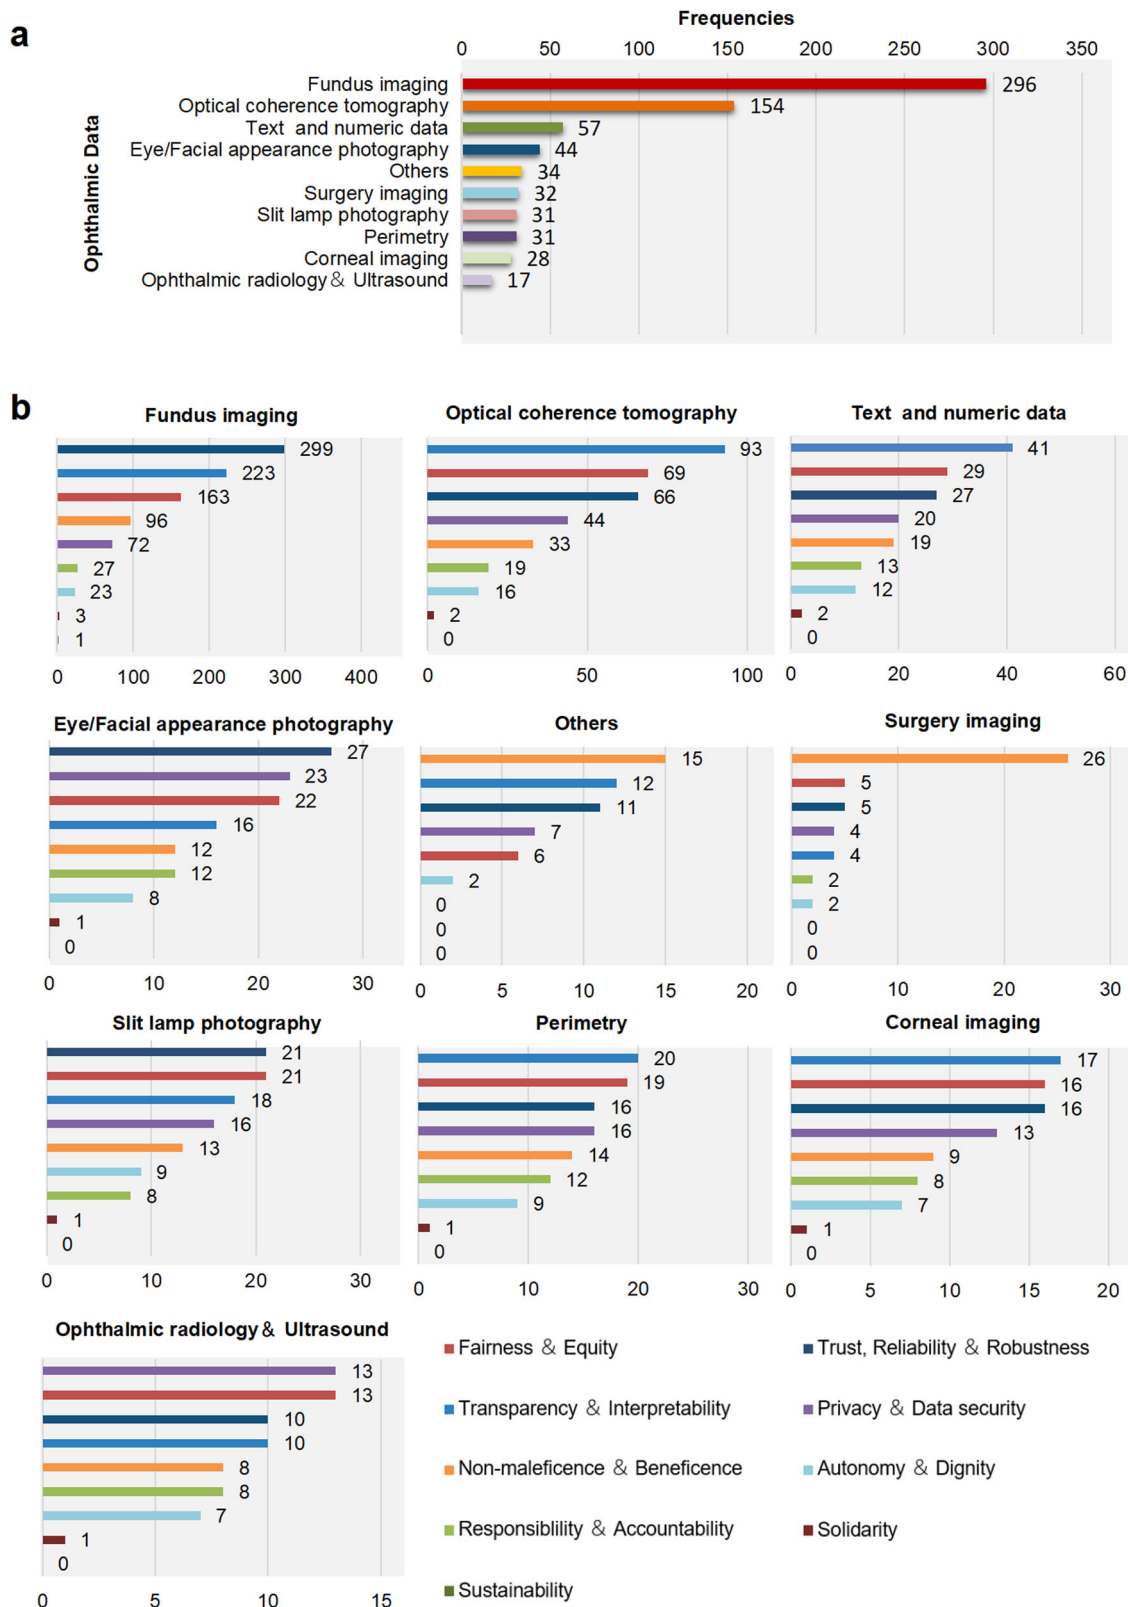 a
Frequencies
0 50 100 150 200 250 300 350
Ophthalmic Data
Fundus imaging 296
Optical coherence tomography 154
Text and numeric data 57
Eye/Facial appearance photography 44
Others 34
Surgery imaging 32
Slit lamp photography 31
Perimetry 31
Corneal imaging 28
Ophthalmic radiology & Ultrasound 17
b
Fundus imaging
299
223
163
96
72
27
23
3
1
0 100 200 300 400
Optical coherence tomography
93
69
66
44
33
19
16
2
0
0 50 100
Text and numeric data
41
29
27
20
19
13
12
2
0
0 20 40 60
Eye/Facial appearance photography
27
23
22
16
12
12
8
1
0
0 10 20 30
Others
15
12
11
7
6
2
0
0
0
0 5 10 15 20
Surgery imaging
26
5
5
4
4
2
2
0
0
0 10 20 30
Slit lamp photography
21
21
18
16
13
9
8
1
0
0 10 20 30
Perimetry
20
19
16
16
14
12
9
1
0
0 10 20 30
Corneal imaging
17
16
16
13
9
8
7
1
0
0 5 10 15 20
Ophthalmic radiology & Ultrasound
13
13
10
10
8
8
7
1
0
0 5 10 15
Fairness & Equity
Trust, Reliability & Robustness
Transparency & Interpretability
Privacy & Data security
Non-maleficence & Beneficence
Autonomy & Dignity
Responsiblility & Accountability
Solidarity
Sustainability